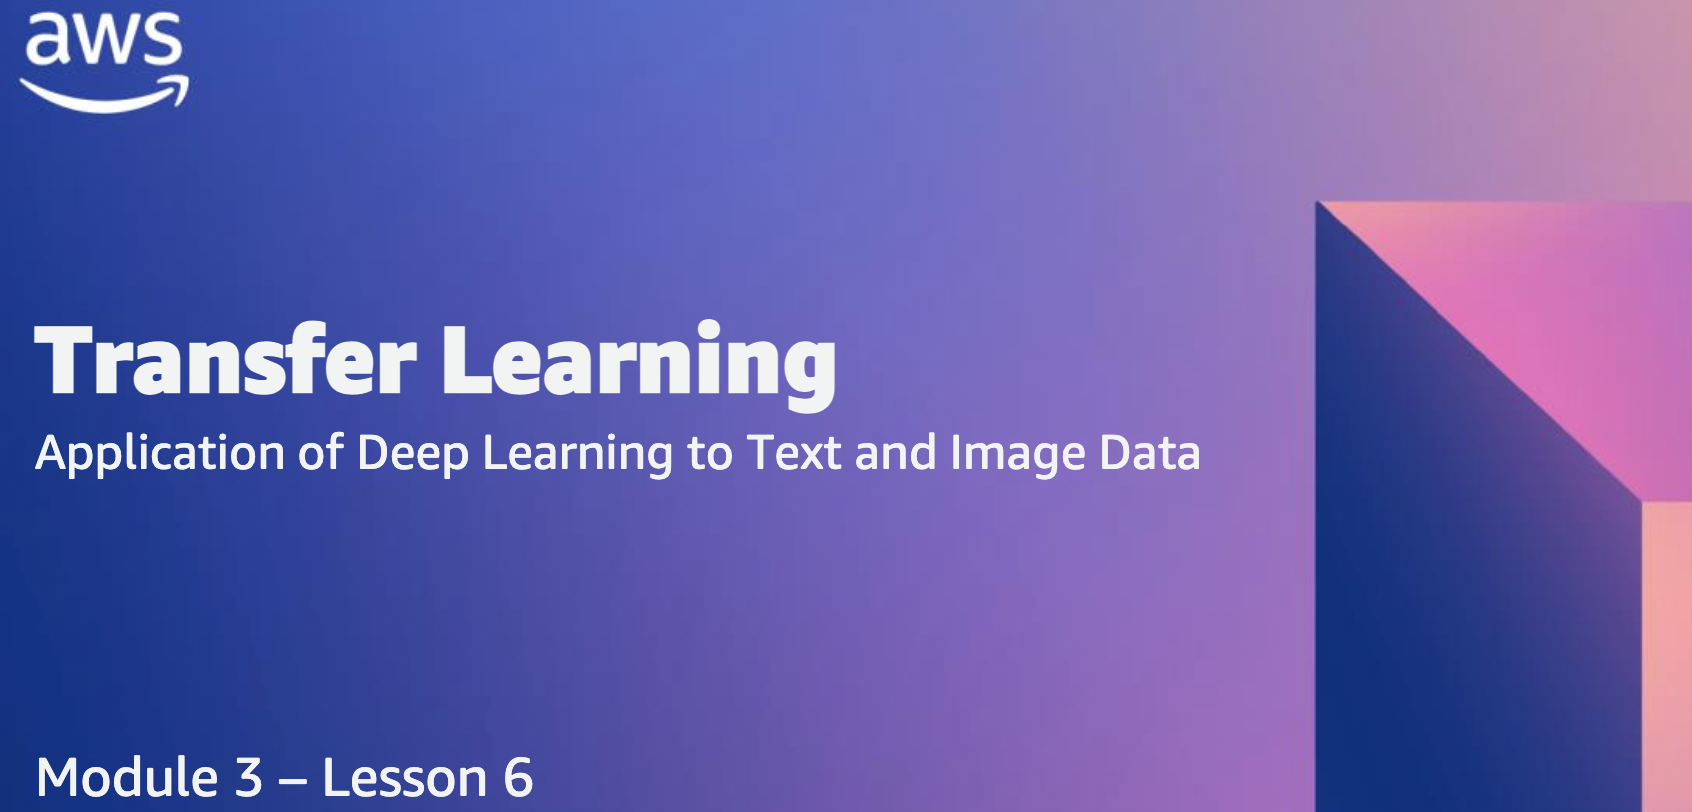 aws
Transfer Learning
Application of Deep Learning to Text and Image Data
Module 3 – Lesson 6